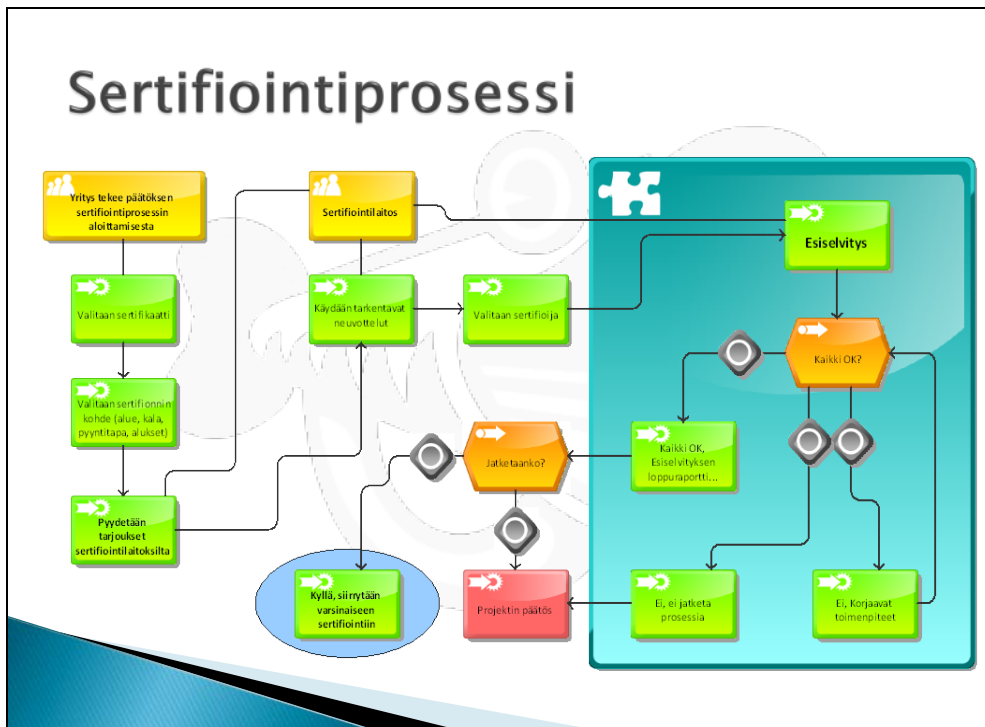 Sertifiointiprosessi
Yritys tekee päätöksen
sertifiointiprosessin
aloittamisesta
Valitaan sertifikaatti
Valitaan sertifionnin
kohde (alue, kala,
pyyntitapa, alukset)
Pyydetään
tarjoukset
sertifiointilaitoksilta
Sertifiointilaitos
Käydään tarkentavat
neuvottelut
Valitaan sertifioija
Esiselvitys
Kaikki OK?
Kaikki OK,
Esiselvityksen
loppuraportti...
Jatketaanko?
Kyllä, siirrytään
varsinaiseen
sertifiointiin
Projektin päätös
Ei, ei jatketa
prosessia
Ei, Korjaavat
toimenpiteet